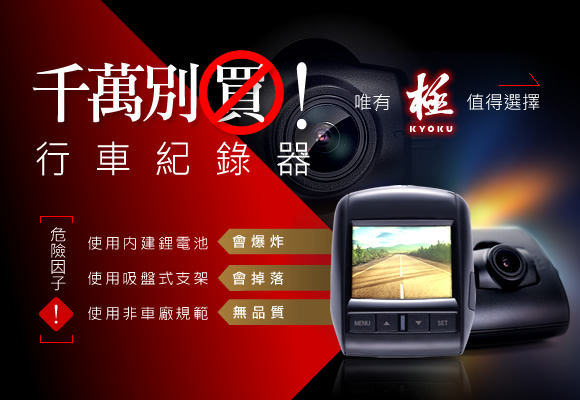 千萬別買!
行車紀錄器
唯有 極 值得選擇
KYOKU
危險因子
!
使用內建鋰電池 會爆炸
使用吸盤式支架 會掉落
使用非車廠規範 無品質
MENU ▲ ▼ SET